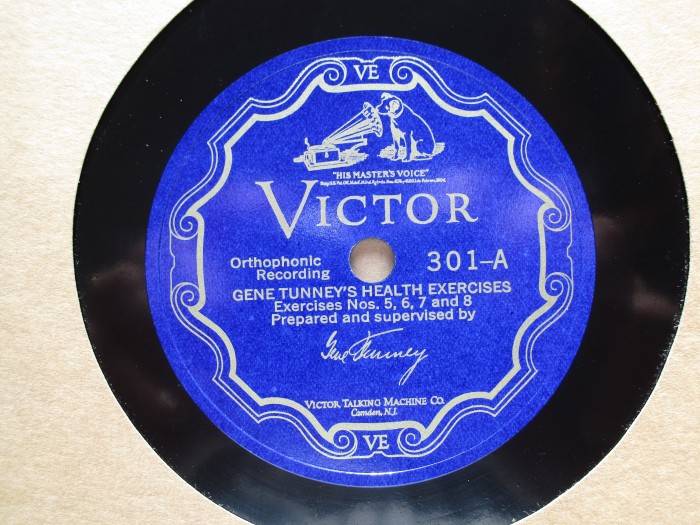 VE
"HIS MASTER'S VOICE"
VICTOR
Orthophonic
Recording
301-A
GENE TUNNEY'S HEALTH EXERCISES
Exercises Nos. 5, 6, 7 and 8
Prepared and supervised by
Gene Tunney
VICTOR TALKING MACHINE CO.
Camden, N.J.
VE